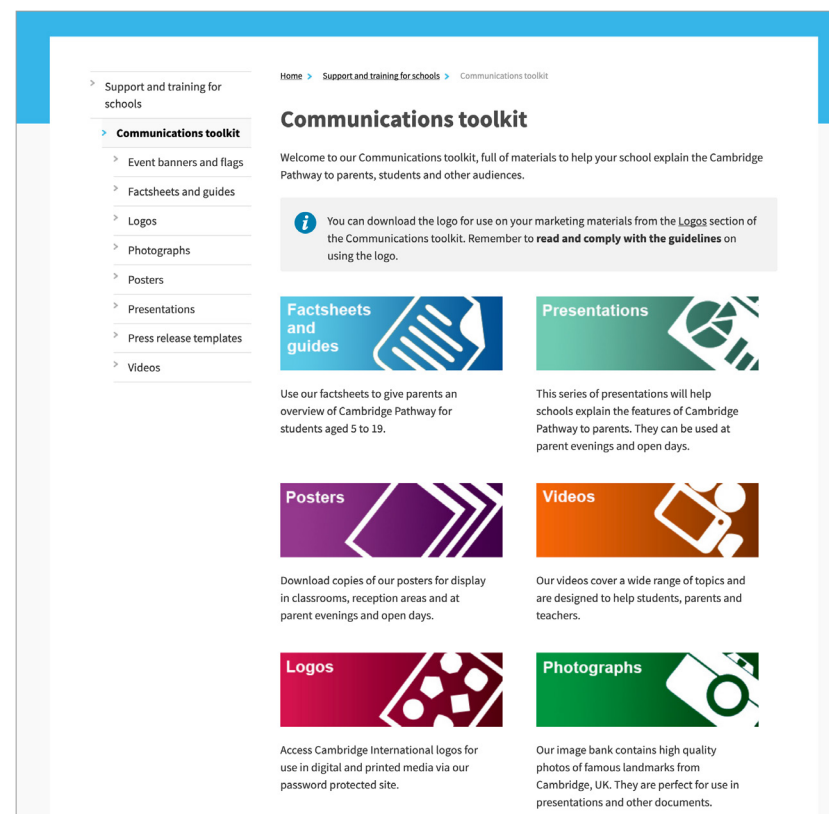 Support and training for
schools
Communications toolkit
Event banners and flags
Factsheets and guides
Logos
Photographs
Posters
Presentations
Press release templates
Videos
Home > Support and training for schools > Communications toolkit
Communications toolkit
Welcome to our Communications toolkit, full of materials to help your school explain the Cambridge
Pathway to parents, students and other audiences.
You can download the logo for use on your marketing materials from the Logos section of
the Communications toolkit. Remember to read and comply with the guidelines on
using the logo.
Factsheets
and
guides
Use our factsheets to give parents an
overview of Cambridge Pathway for
students aged 5 to 19.
Presentations
This series of presentations will help
schools explain the features of Cambridge
Pathway to parents. They can be used at
parent evenings and open days.
Posters
Download copies of our posters for display
in classrooms, reception areas and at
parent evenings and open days.
Videos
Our videos cover a wide range of topics and
are designed to help students, parents and
teachers.
Logos
Access Cambridge International logos for
use in digital and printed media via our
password protected site.
Photographs
Our image bank contains high quality
photos of famous landmarks from
Cambridge, UK. They are perfect for use in
presentations and other documents.